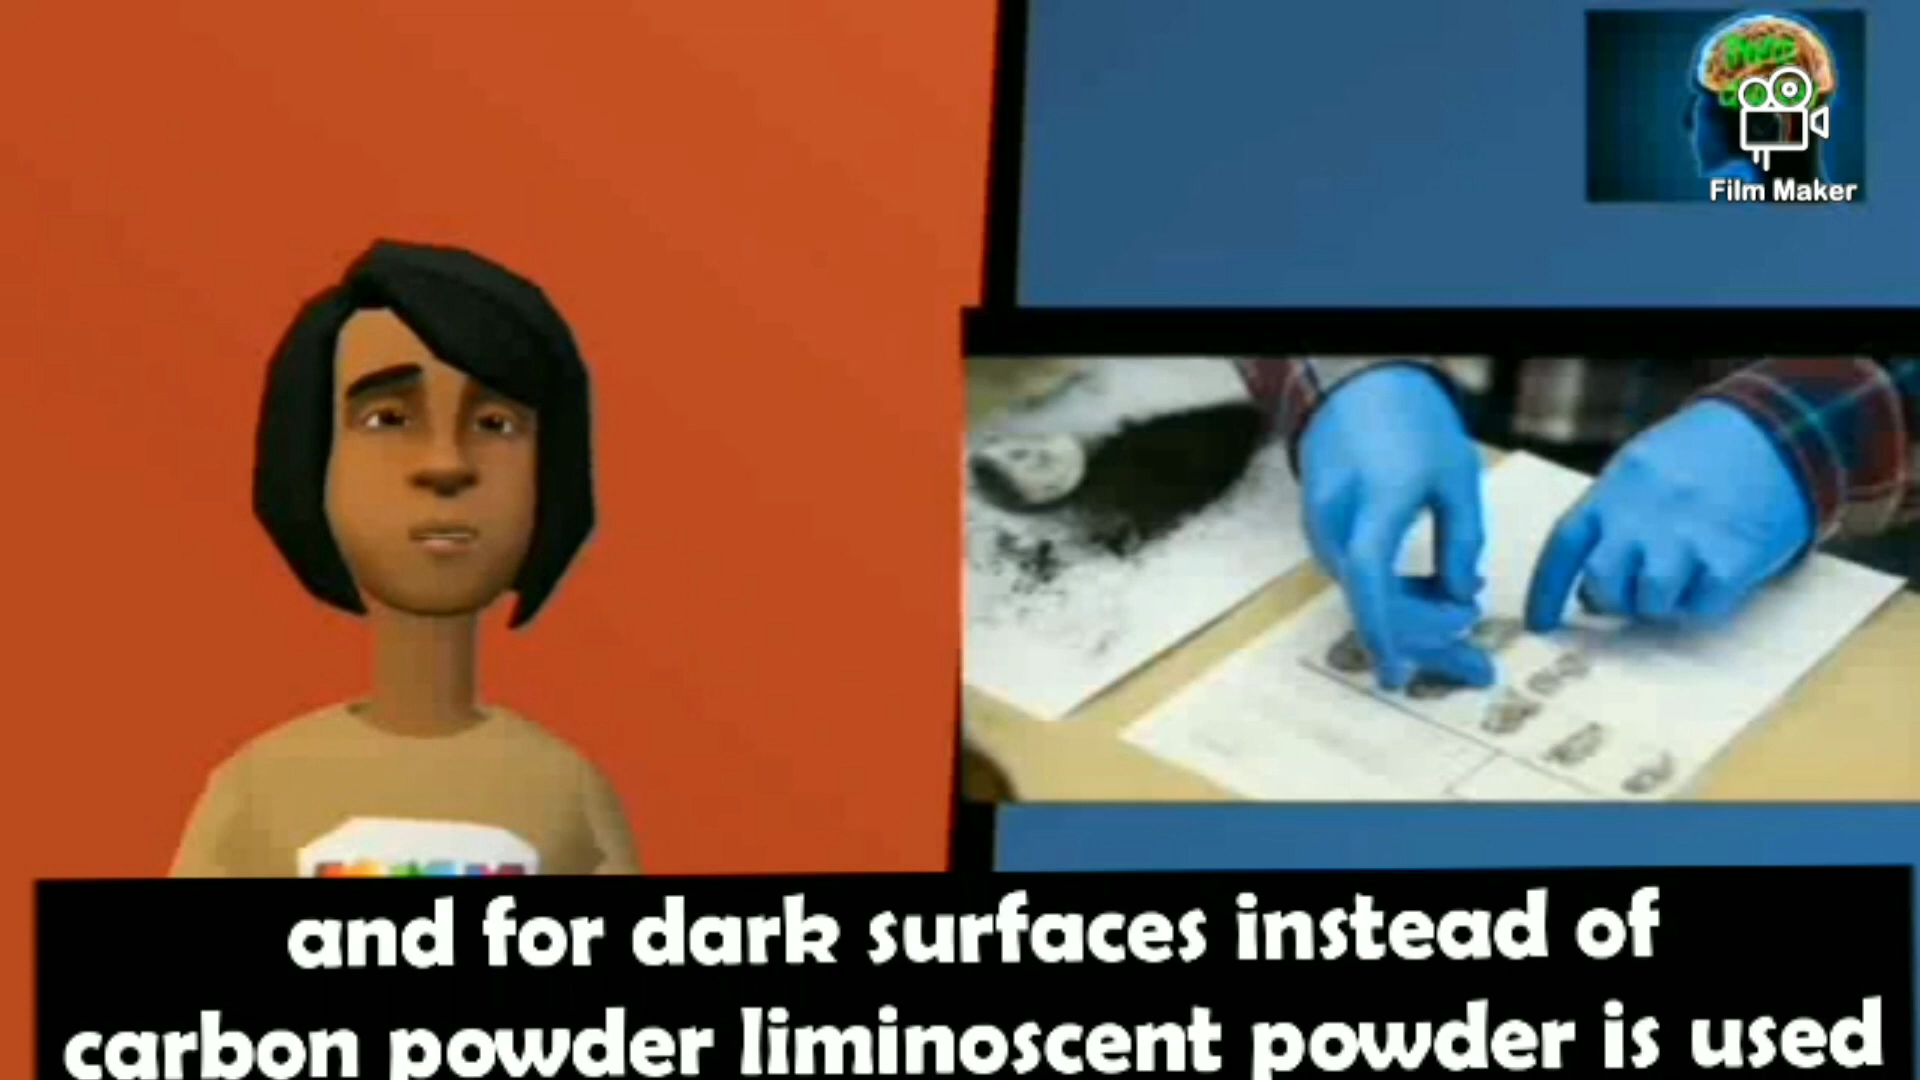 Film Maker
and for dark surfaces instead of
carbon powder liminoscent powder is used